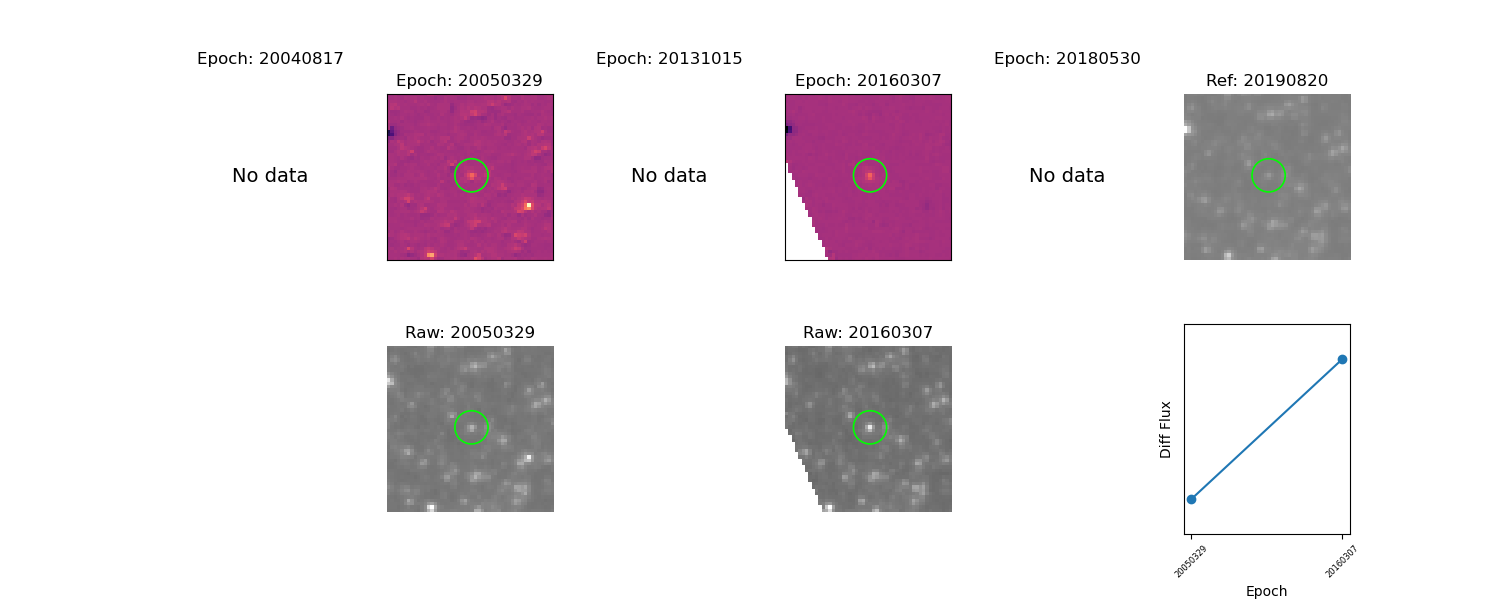 Epoch: 20040817
Epoch: 20131015
Epoch: 20180530
Epoch: 20050329
Epoch: 20160307
Ref: 20190820
No data
No data
No data
Raw: 20050329
Raw: 20160307
Diff Flux
20050329
20160307
Epoch